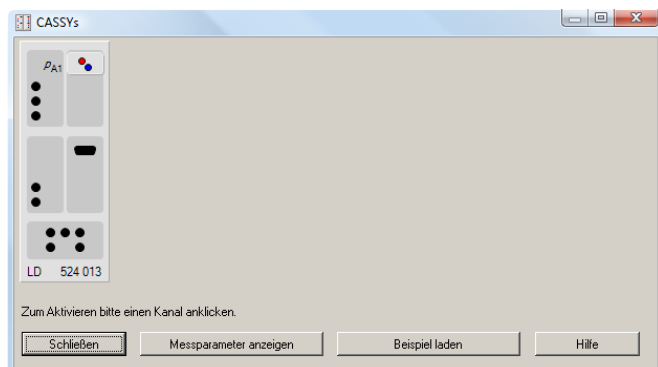 CASSYs
pA1
LD 524 013
Zum Aktivieren bitte einen Kanal anklicken.
Schließen Messparameter anzeigen Beispiel laden Hilfe